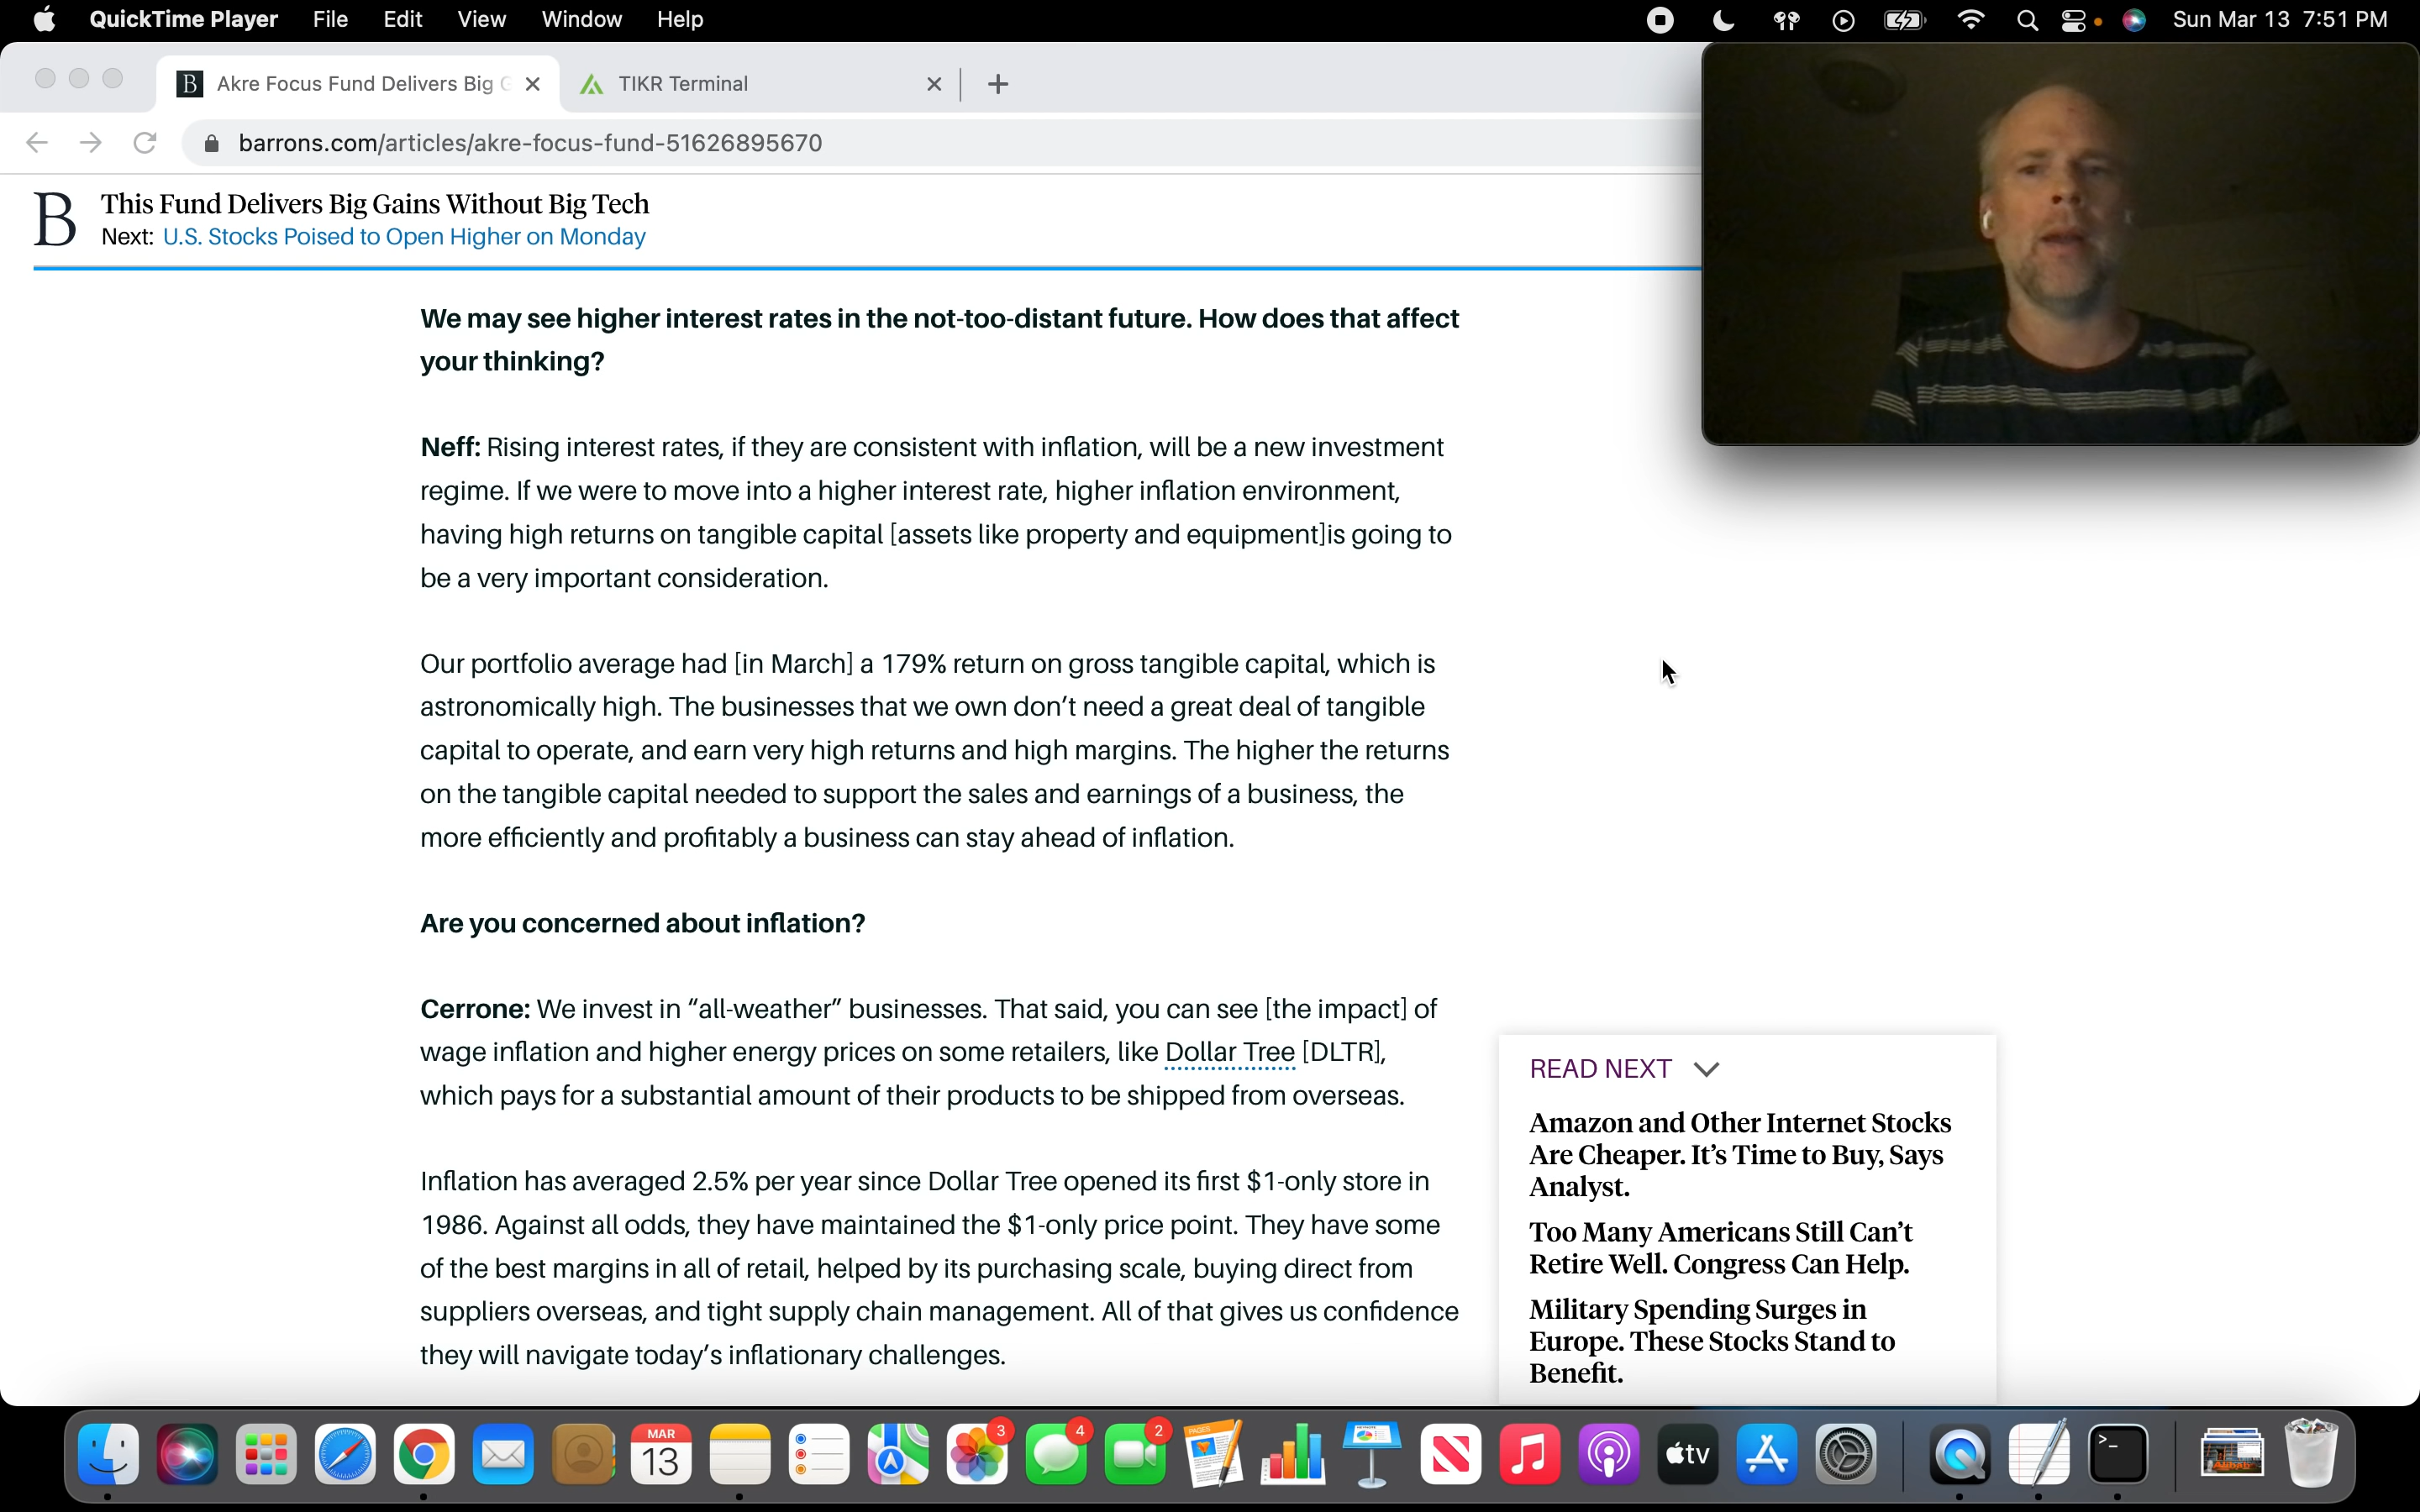 QuickTime Player File Edit View Window Help Sun Mar 13 7:51 PM
B Akre Focus Fund Delivers Big TIKR Terminal
barrons.com/articles/akre-focus-fund-51626895670
B
This Fund Delivers Big Gains Without Big Tech
Next: U.S. Stocks Poised to Open Higher on Monday
We may see higher interest rates in the not-too-distant future. How does that affect
your thinking?
Neff: Rising interest rates, if they are consistent with inflation, will be a new investment
regime. If we were to move into a higher interest rate, higher inflation environment,
having high returns on tangible capital [assets like property and equipment]is going to
be a very important consideration.
Our portfolio average had [in March] a 179% return on gross tangible capital, which is
astronomically high. The businesses that we own don’t need a great deal of tangible
capital to operate, and earn very high returns and high margins. The higher the returns
on the tangible capital needed to support the sales and earnings of a business, the
more efficiently and profitably a business can stay ahead of inflation.
Are you concerned about inflation?
Cerrone: We invest in “all-weather” businesses. That said, you can see [the impact] of
wage inflation and higher energy prices on some retailers, like Dollar Tree [DLTR],
which pays for a substantial amount of their products to be shipped from overseas.
Inflation has averaged 2.5% per year since Dollar Tree opened its first $1-only store in
1986. Against all odds, they have maintained the $1-only price point. They have some
of the best margins in all of retail, helped by its purchasing scale, buying direct from
suppliers overseas, and tight supply chain management. All of that gives us confidence
they will navigate today’s inflationary challenges.
READ NEXT
Amazon and Other Internet Stocks
Are Cheaper. It’s Time to Buy, Says
Analyst.
Too Many Americans Still Can’t
Retire Well. Congress Can Help.
Military Spending Surges in
Europe. These Stocks Stand to
Benefit.
MAR
13
3
4
2
PAGES
tv
>_